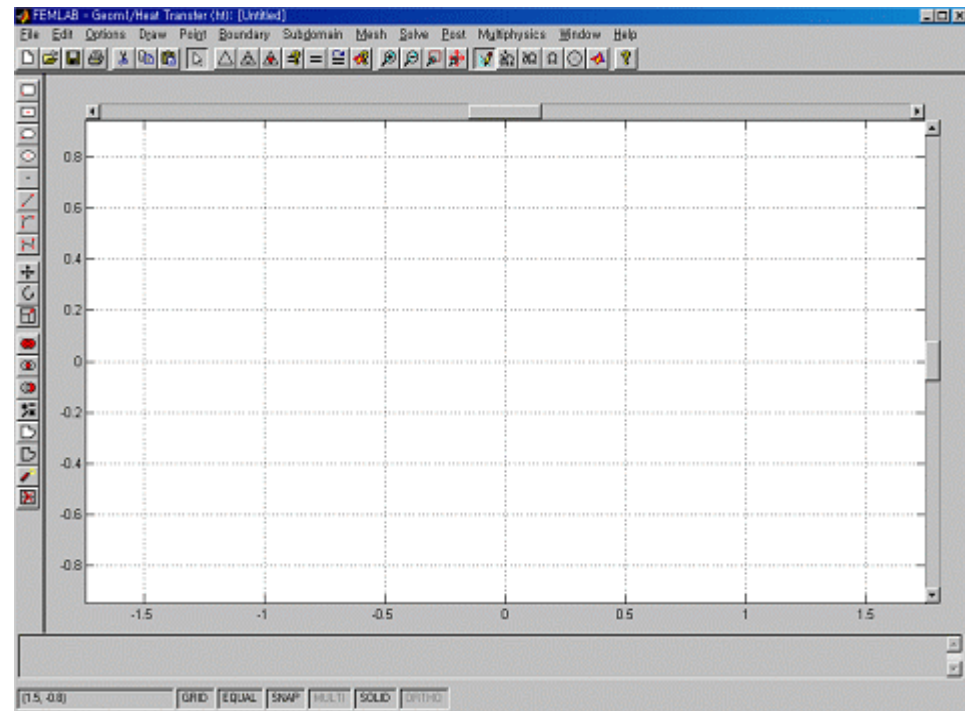 FEMLAB - Geom1/Heat Transfer (ht): [Untitled]
File Edit Options Draw Point Boundary Subdomain Mesh Solve Post Multiphysics Window Help
0.8
0.6
0.4
0.2
0
-0.2
-0.4
-0.6
-0.8
-1.5 -1 -0.5 0 0.5 1 1.5
(1.5, -0.8) GRID EQUAL SNAP MULTI SOLID ORTHO